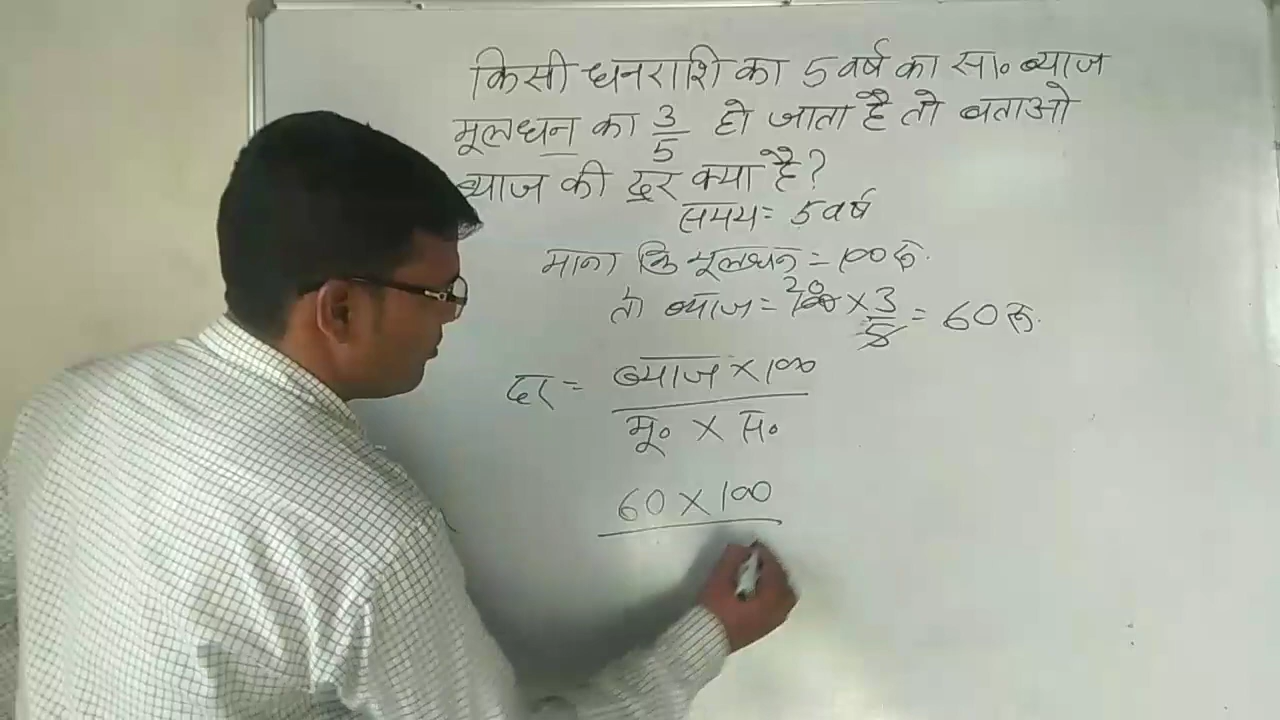 किसी धनराशि का 5 वर्ष का सा० ब्याज
मूलधन का 3/5 हो जाता है तो बताओ
ब्याज की दर क्या है?
समय = 5 वर्ष
माना कि मूलधन = 100 रु.
तो ब्याज = 20 100 × 3/5 = 60 रु.
दर = ब्याज × 100
मू० × स०
60 × 100